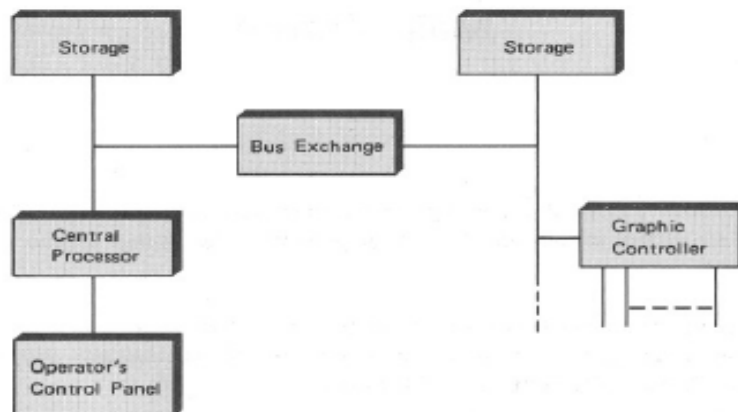 Storage
Storage
Bus Exchange
Central
Processor
Graphic
Controller
Operator's
Control Panel